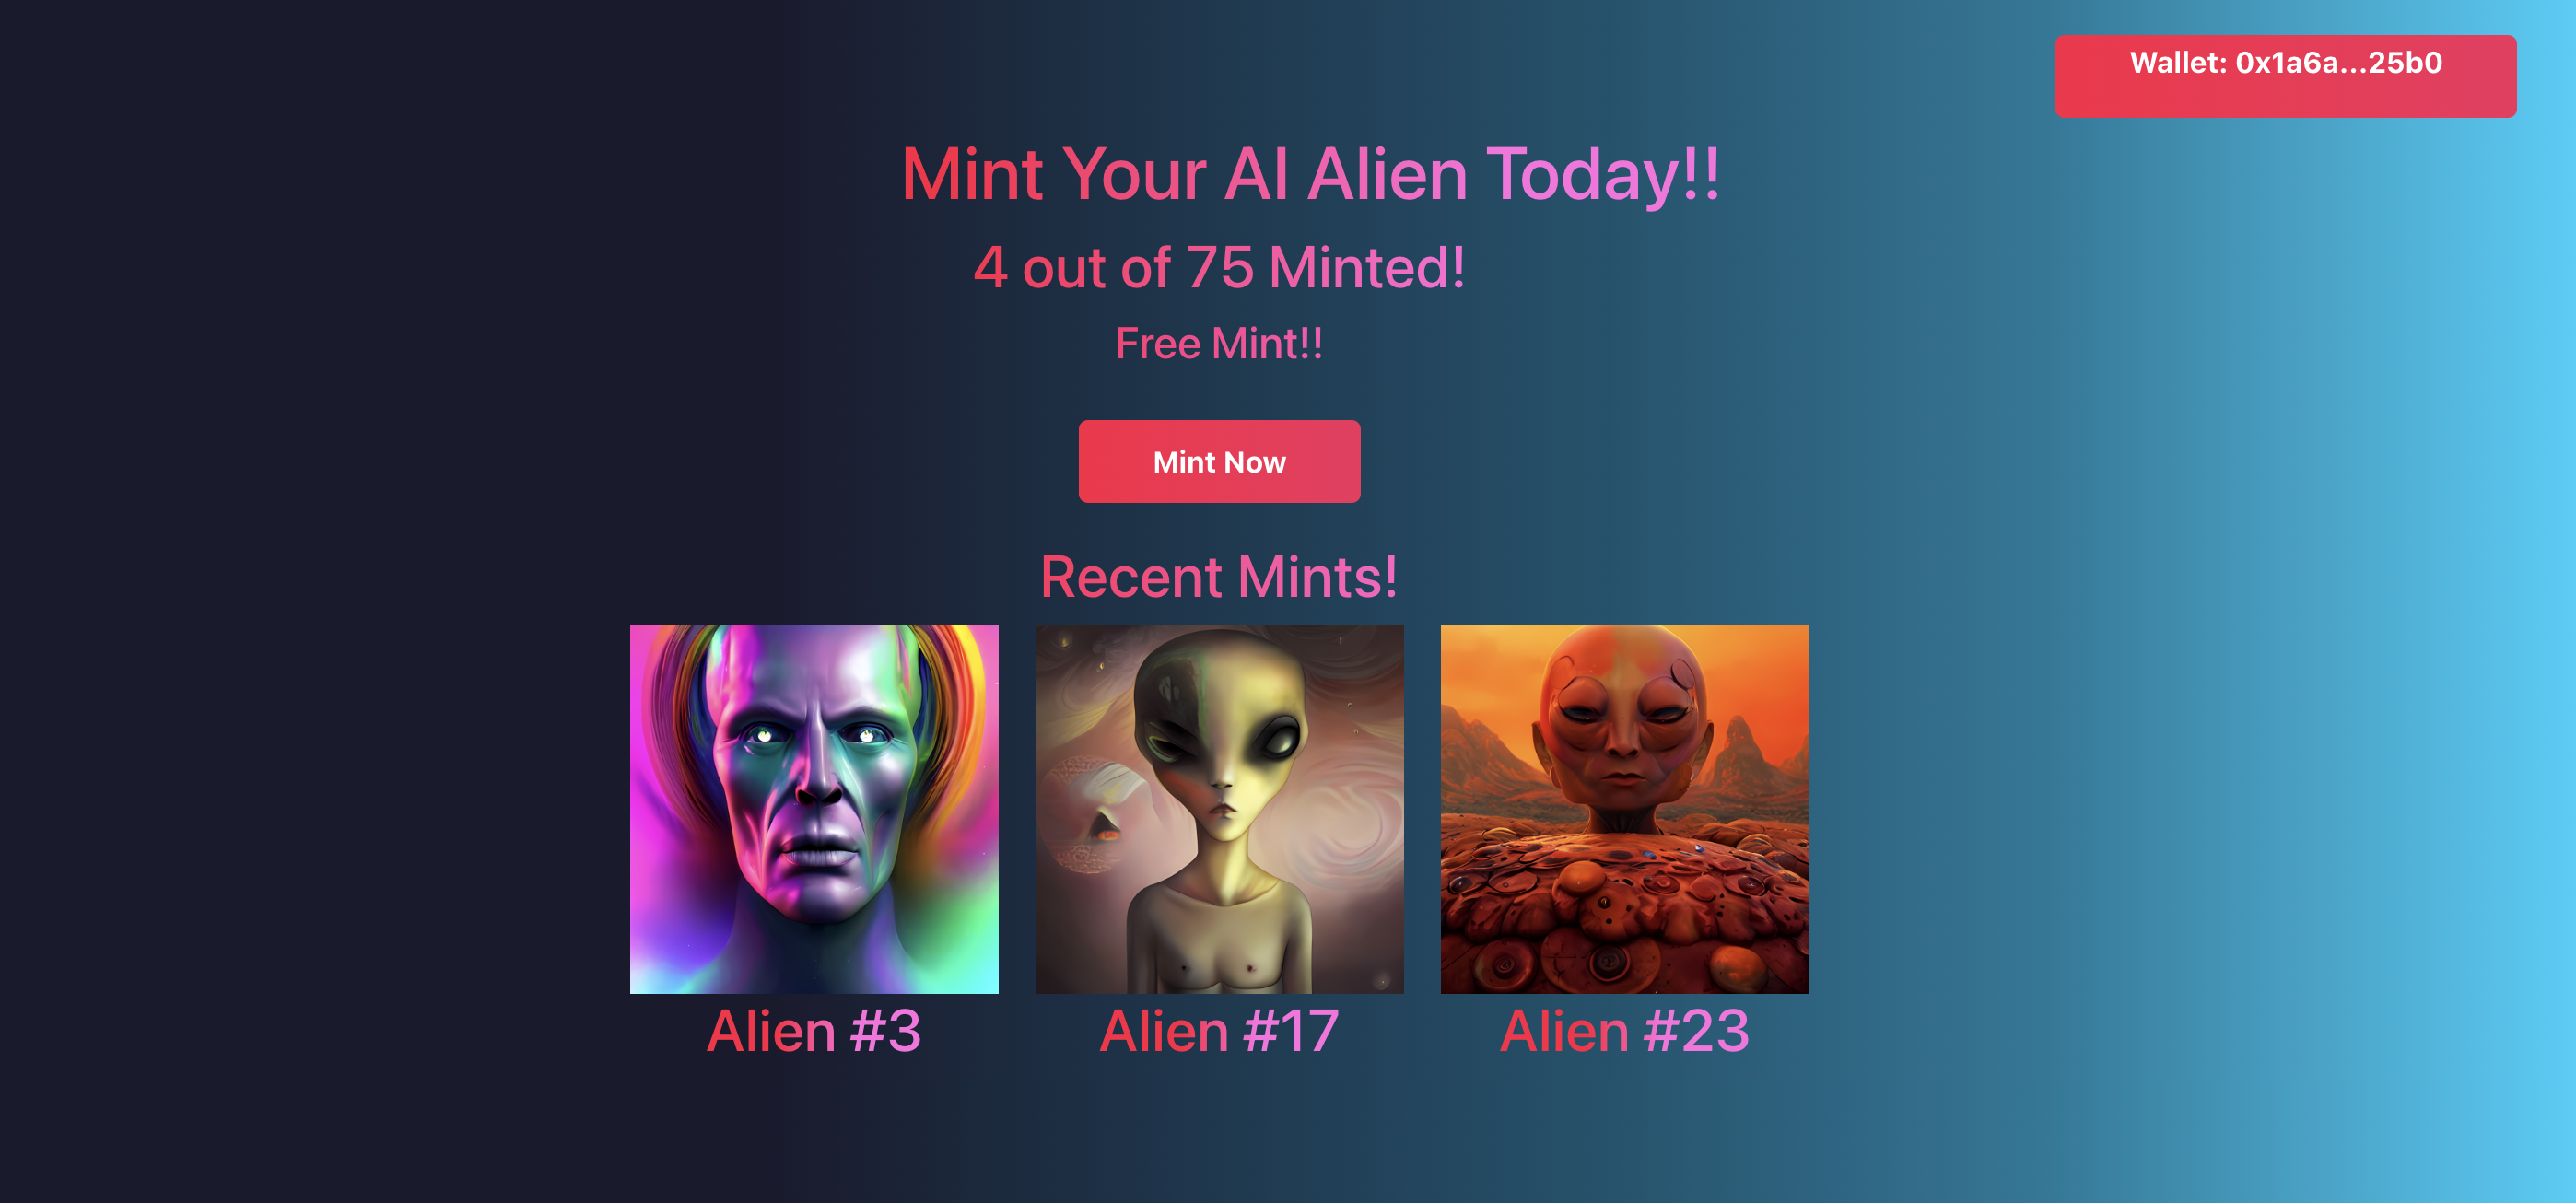 Wallet: 0x1a6a...25b0
Mint Your AI Alien Today!!
4 out of 75 Minted!
Free Mint!!
Mint Now
Recent Mints!
Alien #3
Alien #17
Alien #23